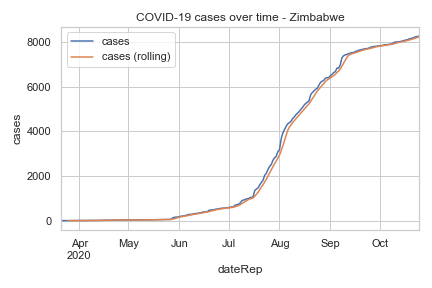 COVID-19 cases over time - Zimbabwe
cases
cases (rolling)
8000
6000
4000
2000
0
cases
Apr
2020
May
Jun
Jul
Aug
Sep
Oct
dateRep